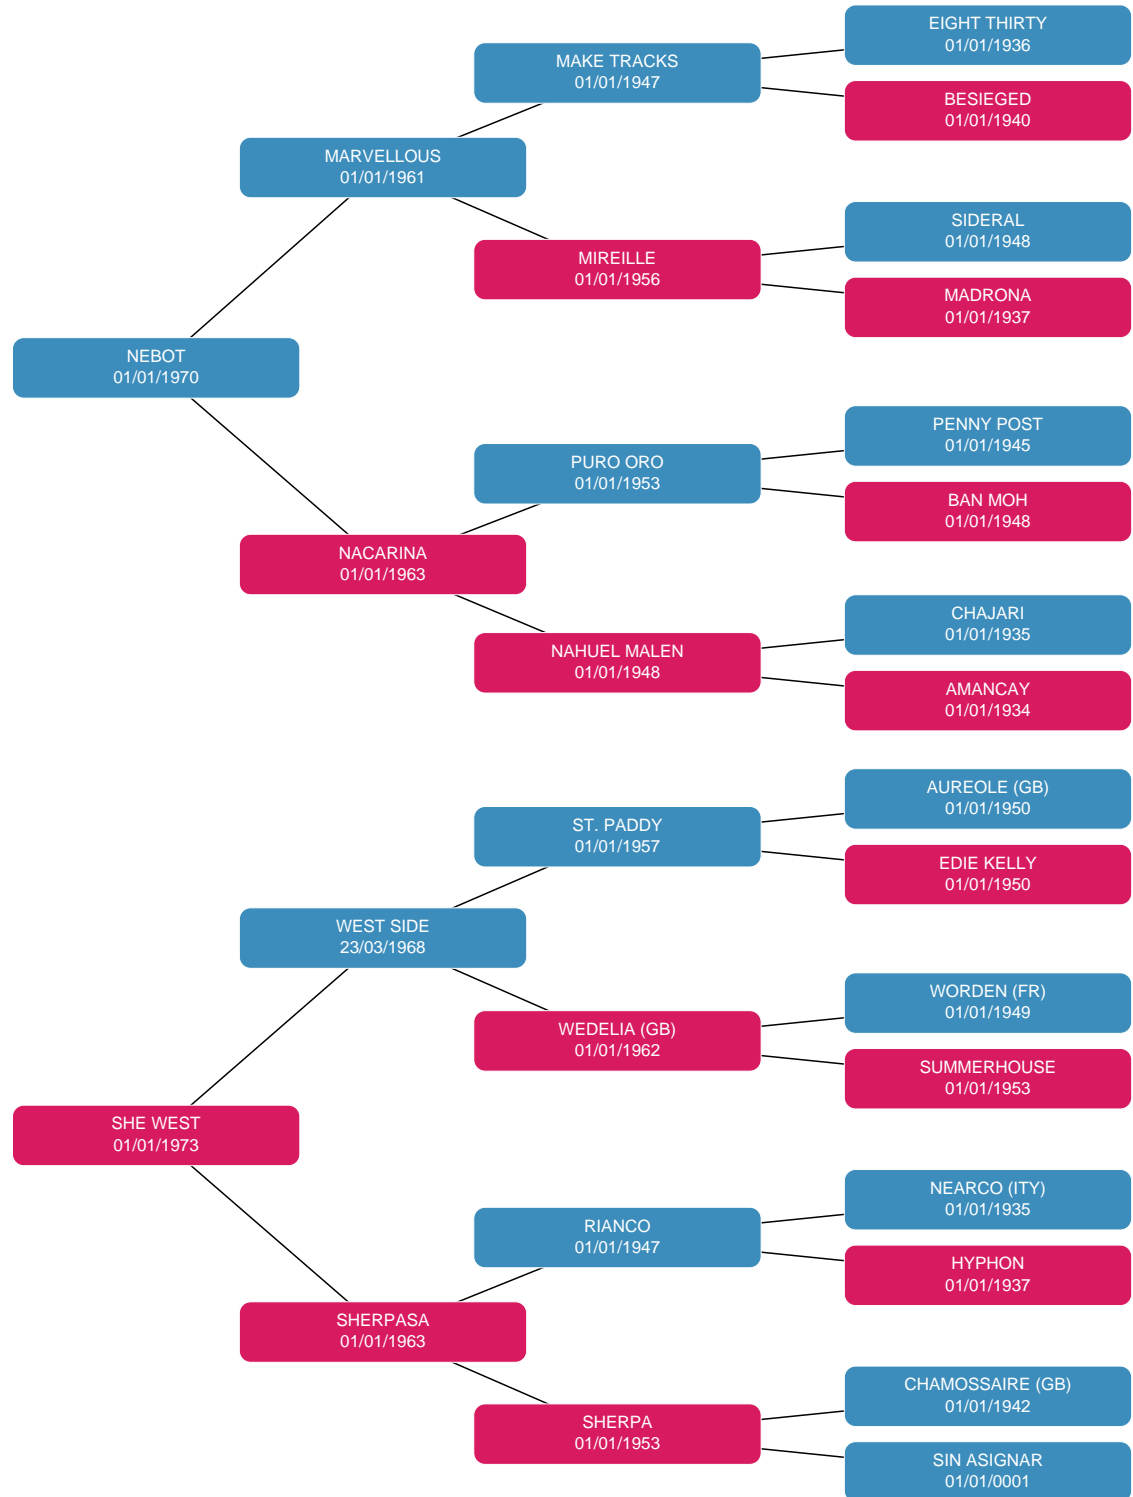 EIGHT THIRTY
01/01/1936
MAKE TRACKS
01/01/1947
BESIEGED
01/01/1940
MARVELLOUS
01/01/1961
SIDERAL
01/01/1948
MIREILLE
01/01/1956
MADRONA
01/01/1937
NEBOT
01/01/1970
PENNY POST
01/01/1945
PURO ORO
01/01/1953
BAN MOH
01/01/1948
NACARINA
01/01/1963
CHAJARI
01/01/1935
NAHUEL MALEN
01/01/1948
AMANCAY
01/01/1934
AUREOLE (GB)
01/01/1950
ST. PADDY
01/01/1957
EDIE KELLY
01/01/1950
WEST SIDE
23/03/1968
WORDEN (FR)
01/01/1949
WEDELIA (GB)
01/01/1962
SUMMERHOUSE
01/01/1953
SHE WEST
01/01/1973
NEARCO (ITY)
01/01/1935
RIANCO
01/01/1947
HYPHON
01/01/1937
SHERPASA
01/01/1963
CHAMOSSAIRE (GB)
01/01/1942
SHERPA
01/01/1953
SIN ASIGNAR
01/01/0001